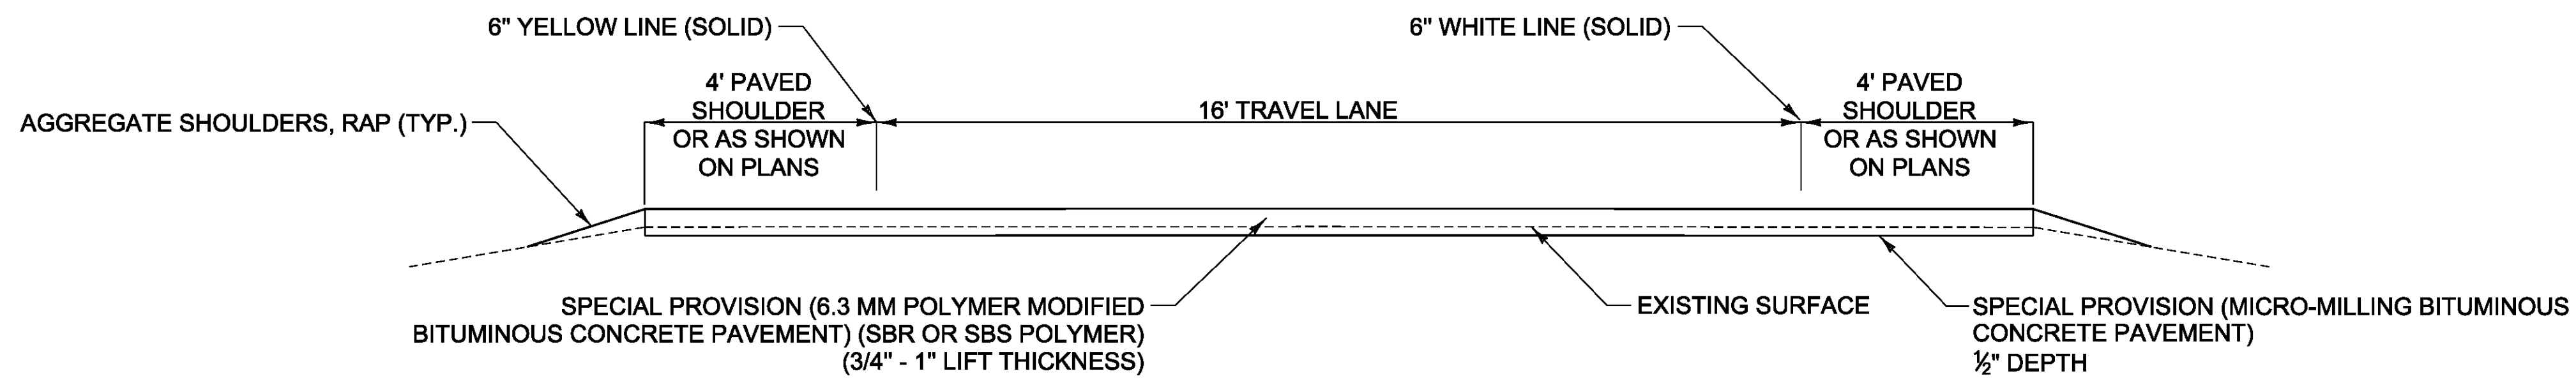 6" YELLOW LINE (SOLID)
6" WHITE LINE (SOLID)
4' PAVED
SHOULDER
OR AS SHOWN
ON PLANS
16' TRAVEL LANE
4' PAVED
SHOULDER
OR AS SHOWN
ON PLANS
AGGREGATE SHOULDERS, RAP (TYP.)
SPECIAL PROVISION (6.3 MM POLYMER MODIFIED
BITUMINOUS CONCRETE PAVEMENT) (SBR OR SBS POLYMER)
(3/4" - 1" LIFT THICKNESS)
EXISTING SURFACE
SPECIAL PROVISION (MICRO-MILLING BITUMINOUS
CONCRETE PAVEMENT)
½" DEPTH